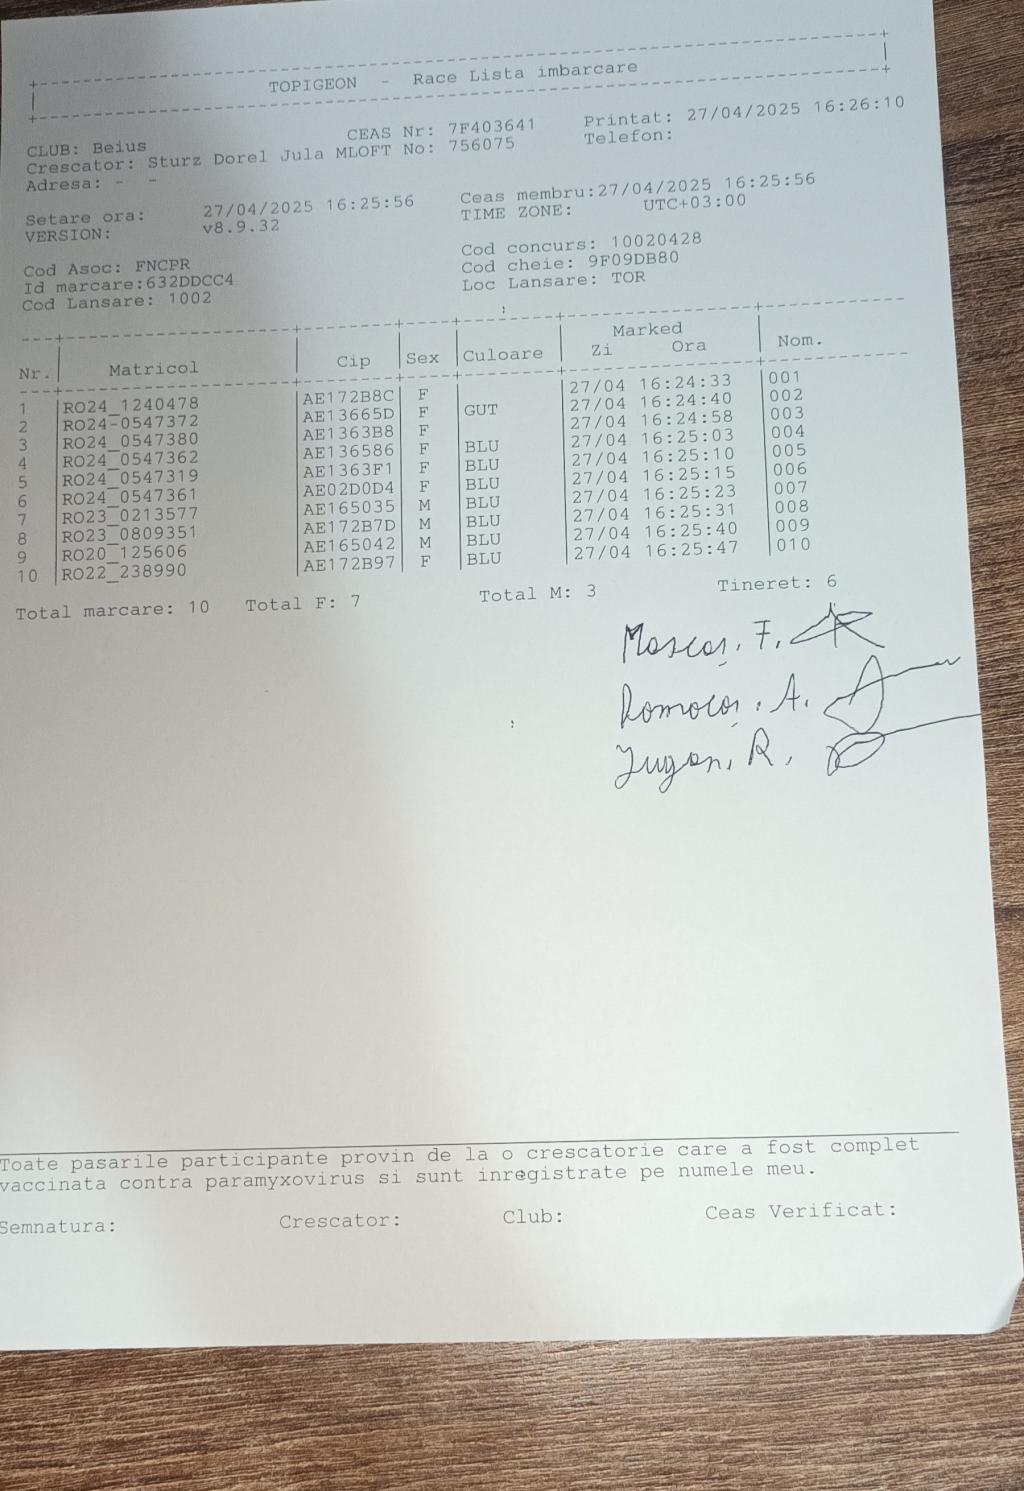 TOPIGEON - Race Lista imbarcare
CLUB: Beius CEAS Nr: 7F403641 Printat: 27/04/2025 16:26:10
Crescator: Sturz Dorel Jula MLOFT No: 756075 Telefon:
Adresa: - -
Setare ora: 27/04/2025 16:25:56 Ceas membru:27/04/2025 16:25:56
VERSION: v8.9.32 TIME ZONE: UTC+03:00
Cod Asoc: FNCPR Cod concurs: 10020428
Id marcare:632DDCC4 Cod cheie: 9F09DB80
Cod Lansare: 1002 Loc Lansare: TOR
Marked
Nr. Matricol Cip Sex Culoare Zi Ora Nom.
1 RO24_1240478 AE172B8C F 27/04 16:24:33 001
2 RO24-0547372 AE13665D F GUT 27/04 16:24:40 002
3 RO24_0547380 AE1363B8 F 27/04 16:24:58 003
4 RO24_0547362 AE136586 F BLU 27/04 16:25:03 004
5 RO24_0547319 AE1363F1 F BLU 27/04 16:25:10 005
6 RO24_0547361 AE02D0D4 F BLU 27/04 16:25:15 006
7 RO23_0213577 AE165035 M BLU 27/04 16:25:23 007
8 RO23_0809351 AE172B7D M BLU 27/04 16:25:31 008
9 RO20_125606 AE165042 M BLU 27/04 16:25:40 009
10 RO22_238990 AE172B97 F BLU 27/04 16:25:47 010
Total marcare: 10 Total F: 7 Total M: 3 Tineret: 6
Moscoș, F.
Romocoș. A.
Jugan, R.
Toate pasarile participante provin de la o crescatorie care a fost complet
vaccinata contra paramyxovirus si sunt inregistrate pe numele meu.
Semnatura: Crescator: Club: Ceas Verificat: